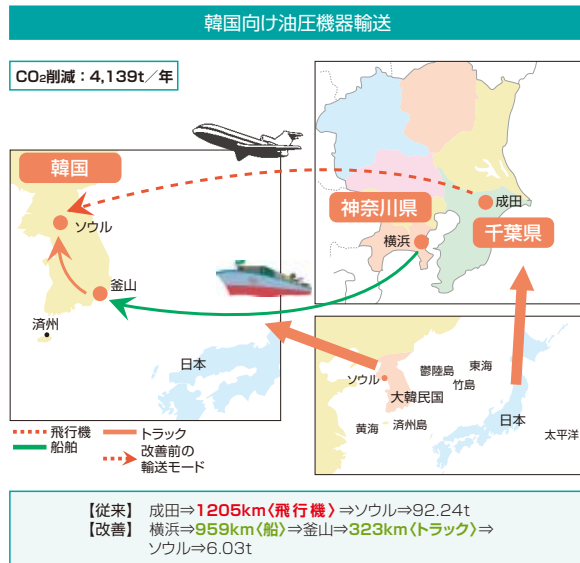 韓国向け油圧機器輸送
CO₂削減：4,139t／年
韓国
ソウル
釜山
済州
日本
成田
神奈川県
横浜
千葉県
ソウル
大韓民国
鬱陸島
竹島
東海
黄海
済州島
日本
太平洋
飛行機
トラック
船舶
改善前の
輸送モード
【従来】 成田⇒1205km〈飛行機〉⇒ソウル⇒92.24t
【改善】 横浜⇒959km〈船〉⇒釜山⇒323km〈トラック〉⇒
ソウル⇒6.03t